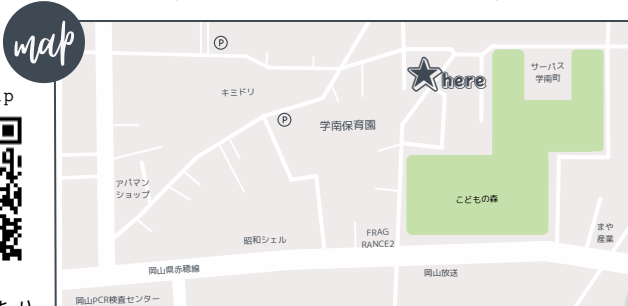 map
P
here
サーパス
学南町
キミドリ
P
学南保育園
アパマン
ショップ
こどもの森
FRAG
RANCE2
昭和シェル
まや
産業
岡山県赤穂線
岡山放送
岡山PCR検査センター